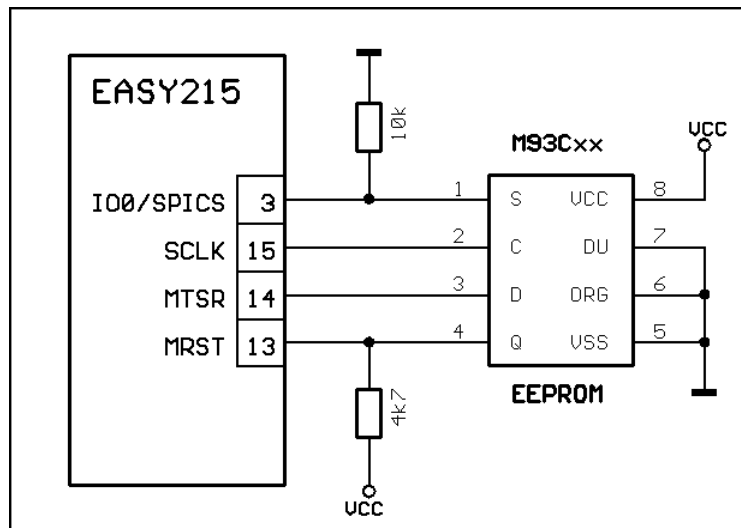 EASY215
10k
M93Cxx
VCC
IO0/SPICS 3 1 S VCC 8
SCLK 15 2 C DU 7
MTSR 14 3 D ORG 6
MRST 13 4 Q VSS 5
4k7
EEPROM
VCC